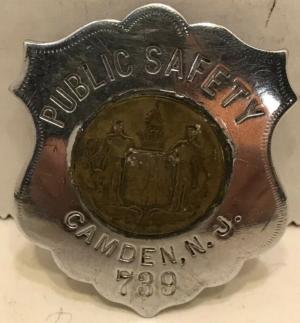 PUBLIC SAFETY
CAMDEN, N. J.
739